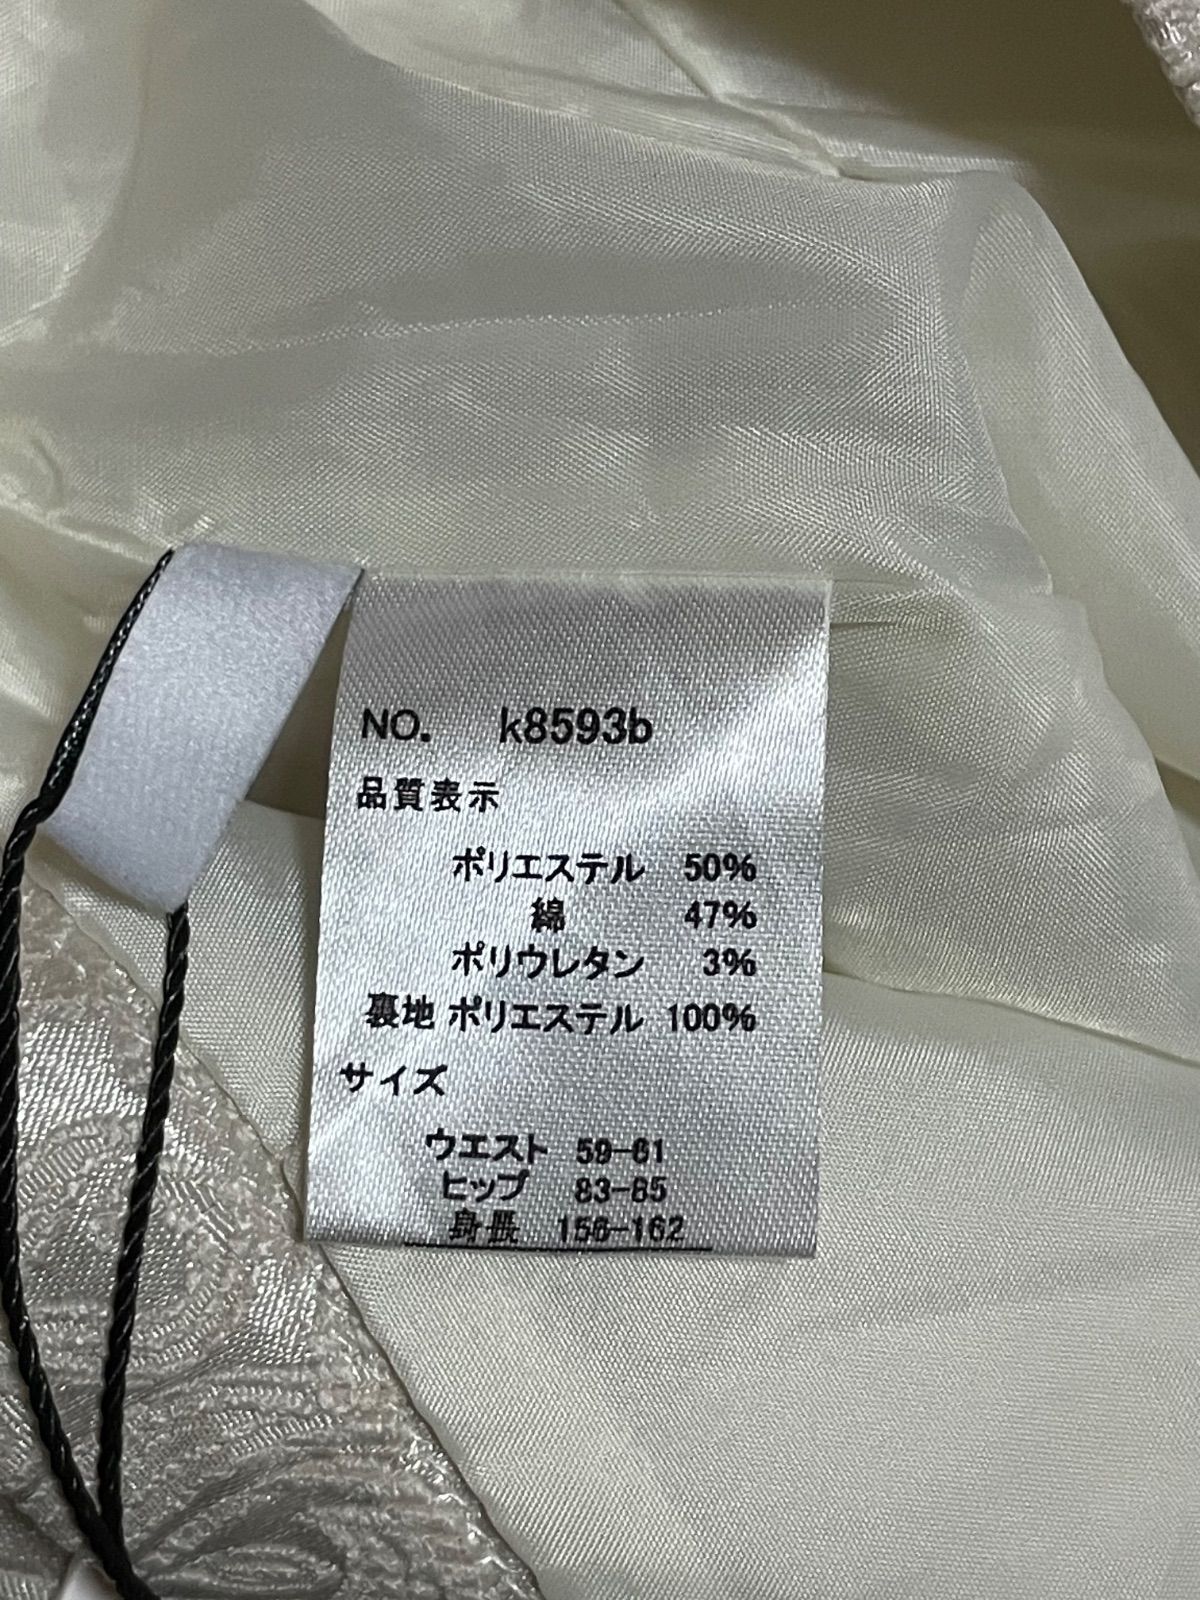 NO. k8593b
品質表示
ポリエステル 50%
綿 47%
ポリウレタン 3%
裏地 ポリエステル 100%
サイズ
ウエスト 59-61
ヒップ 83-85
身長 156-162